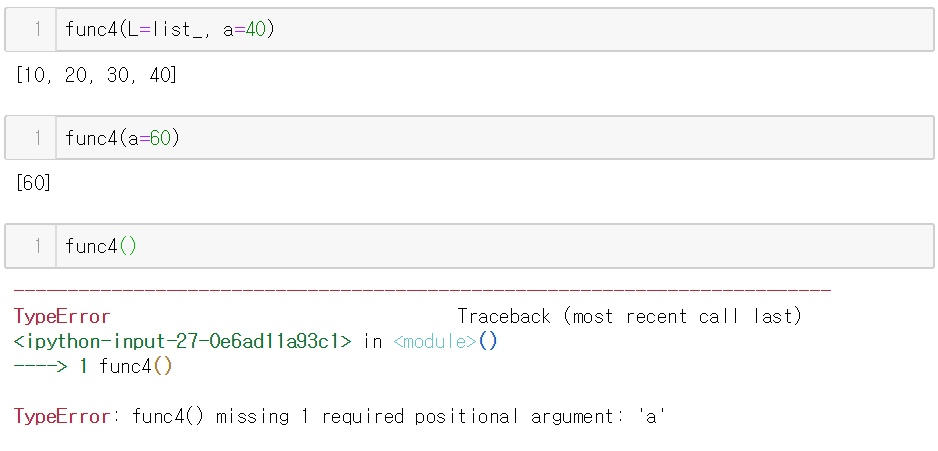 1 func4(L=list_, a=40)
[10, 20, 30, 40]
1 func4(a=60)
[60]
1 func4()
---------------------------------------------------------------------------
TypeError Traceback (most recent call last)
<ipython-input-27-0e6ad11a93c1> in <module>()
----> 1 func4()
TypeError: func4() missing 1 required positional argument: 'a'